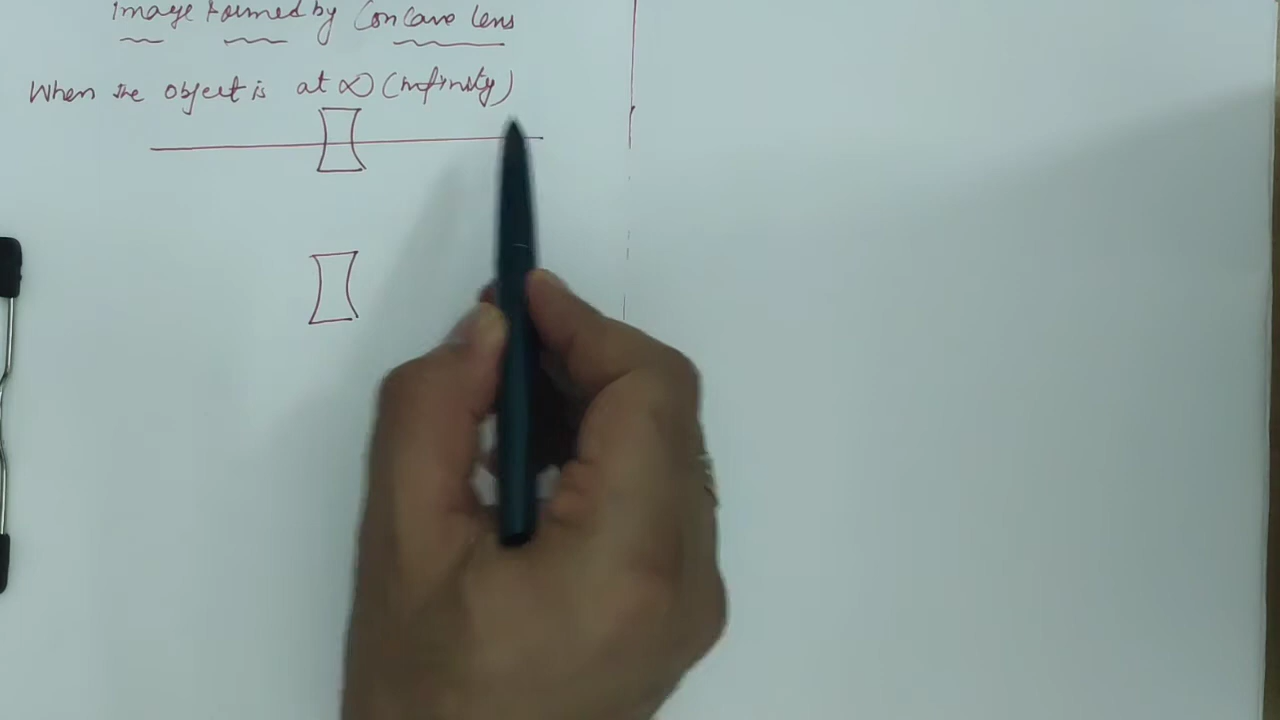 Image Formed by Concave lens
When the object is at ∞ (infinity)